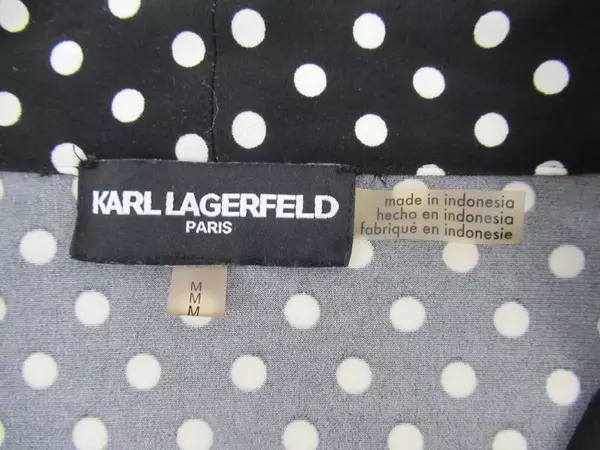 KARL LAGERFELD
PARIS
made in indonesia
hecho en indonesia
fabriqué en indonesie
M
M
M